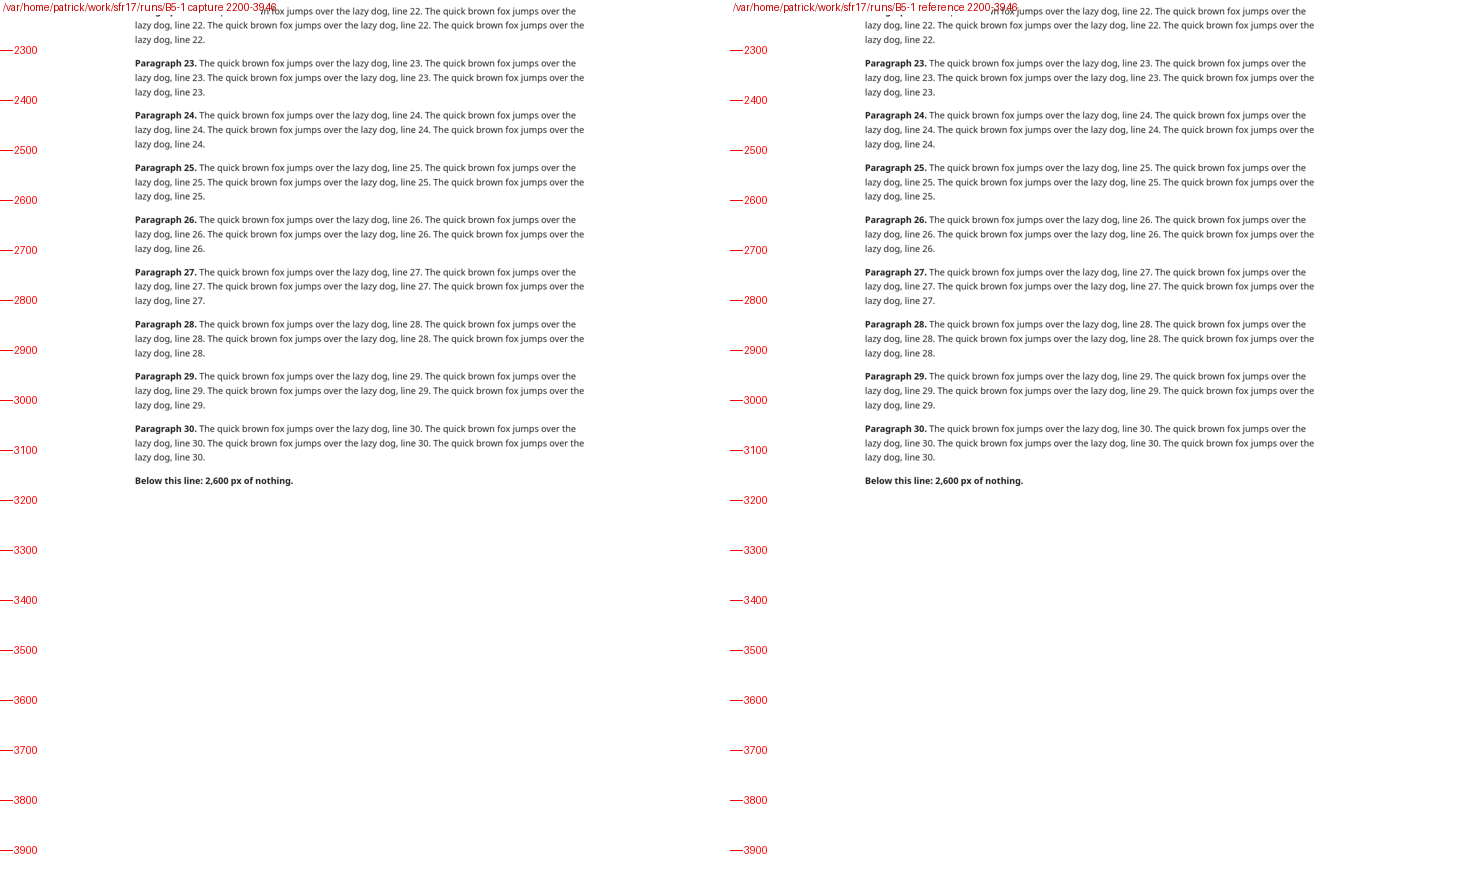 /var/home/patrick/work/sfr17/runs/B5-1 capture 2200-3946
fox jumps over the lazy dog, line 22. The quick brown fox jumps over the
lazy dog, line 22. The quick brown fox jumps over the lazy dog, line 22. The quick brown fox jumps over the
lazy dog, line 22.
2300
Paragraph 23. The quick brown fox jumps over the lazy dog, line 23. The quick brown fox jumps over the
lazy dog, line 23. The quick brown fox jumps over the lazy dog, line 23. The quick brown fox jumps over the
lazy dog, line 23.
2400
Paragraph 24. The quick brown fox jumps over the lazy dog, line 24. The quick brown fox jumps over the
lazy dog, line 24. The quick brown fox jumps over the lazy dog, line 24. The quick brown fox jumps over the
lazy dog, line 24.
2500
Paragraph 25. The quick brown fox jumps over the lazy dog, line 25. The quick brown fox jumps over the
lazy dog, line 25. The quick brown fox jumps over the lazy dog, line 25. The quick brown fox jumps over the
lazy dog, line 25.
2600
Paragraph 26. The quick brown fox jumps over the lazy dog, line 26. The quick brown fox jumps over the
lazy dog, line 26. The quick brown fox jumps over the lazy dog, line 26. The quick brown fox jumps over the
lazy dog, line 26.
2700
Paragraph 27. The quick brown fox jumps over the lazy dog, line 27. The quick brown fox jumps over the
lazy dog, line 27. The quick brown fox jumps over the lazy dog, line 27. The quick brown fox jumps over the
lazy dog, line 27.
2800
Paragraph 28. The quick brown fox jumps over the lazy dog, line 28. The quick brown fox jumps over the
lazy dog, line 28. The quick brown fox jumps over the lazy dog, line 28. The quick brown fox jumps over the
lazy dog, line 28.
2900
Paragraph 29. The quick brown fox jumps over the lazy dog, line 29. The quick brown fox jumps over the
lazy dog, line 29. The quick brown fox jumps over the lazy dog, line 29. The quick brown fox jumps over the
lazy dog, line 29.
3000
Paragraph 30. The quick brown fox jumps over the lazy dog, line 30. The quick brown fox jumps over the
lazy dog, line 30. The quick brown fox jumps over the lazy dog, line 30. The quick brown fox jumps over the
lazy dog, line 30.
3100
Below this line: 2,600 px of nothing.
3200
3300
3400
3500
3600
3700
3800
3900
/var/home/patrick/work/sfr17/runs/B5-1 reference 2200-3946
fox jumps over the lazy dog, line 22. The quick brown fox jumps over the
lazy dog, line 22. The quick brown fox jumps over the lazy dog, line 22. The quick brown fox jumps over the
lazy dog, line 22.
2300
Paragraph 23. The quick brown fox jumps over the lazy dog, line 23. The quick brown fox jumps over the
lazy dog, line 23. The quick brown fox jumps over the lazy dog, line 23. The quick brown fox jumps over the
lazy dog, line 23.
2400
Paragraph 24. The quick brown fox jumps over the lazy dog, line 24. The quick brown fox jumps over the
lazy dog, line 24. The quick brown fox jumps over the lazy dog, line 24. The quick brown fox jumps over the
lazy dog, line 24.
2500
Paragraph 25. The quick brown fox jumps over the lazy dog, line 25. The quick brown fox jumps over the
lazy dog, line 25. The quick brown fox jumps over the lazy dog, line 25. The quick brown fox jumps over the
lazy dog, line 25.
2600
Paragraph 26. The quick brown fox jumps over the lazy dog, line 26. The quick brown fox jumps over the
lazy dog, line 26. The quick brown fox jumps over the lazy dog, line 26. The quick brown fox jumps over the
lazy dog, line 26.
2700
Paragraph 27. The quick brown fox jumps over the lazy dog, line 27. The quick brown fox jumps over the
lazy dog, line 27. The quick brown fox jumps over the lazy dog, line 27. The quick brown fox jumps over the
lazy dog, line 27.
2800
Paragraph 28. The quick brown fox jumps over the lazy dog, line 28. The quick brown fox jumps over the
lazy dog, line 28. The quick brown fox jumps over the lazy dog, line 28. The quick brown fox jumps over the
lazy dog, line 28.
2900
Paragraph 29. The quick brown fox jumps over the lazy dog, line 29. The quick brown fox jumps over the
lazy dog, line 29. The quick brown fox jumps over the lazy dog, line 29. The quick brown fox jumps over the
lazy dog, line 29.
3000
Paragraph 30. The quick brown fox jumps over the lazy dog, line 30. The quick brown fox jumps over the
lazy dog, line 30. The quick brown fox jumps over the lazy dog, line 30. The quick brown fox jumps over the
lazy dog, line 30.
3100
Below this line: 2,600 px of nothing.
3200
3300
3400
3500
3600
3700
3800
3900